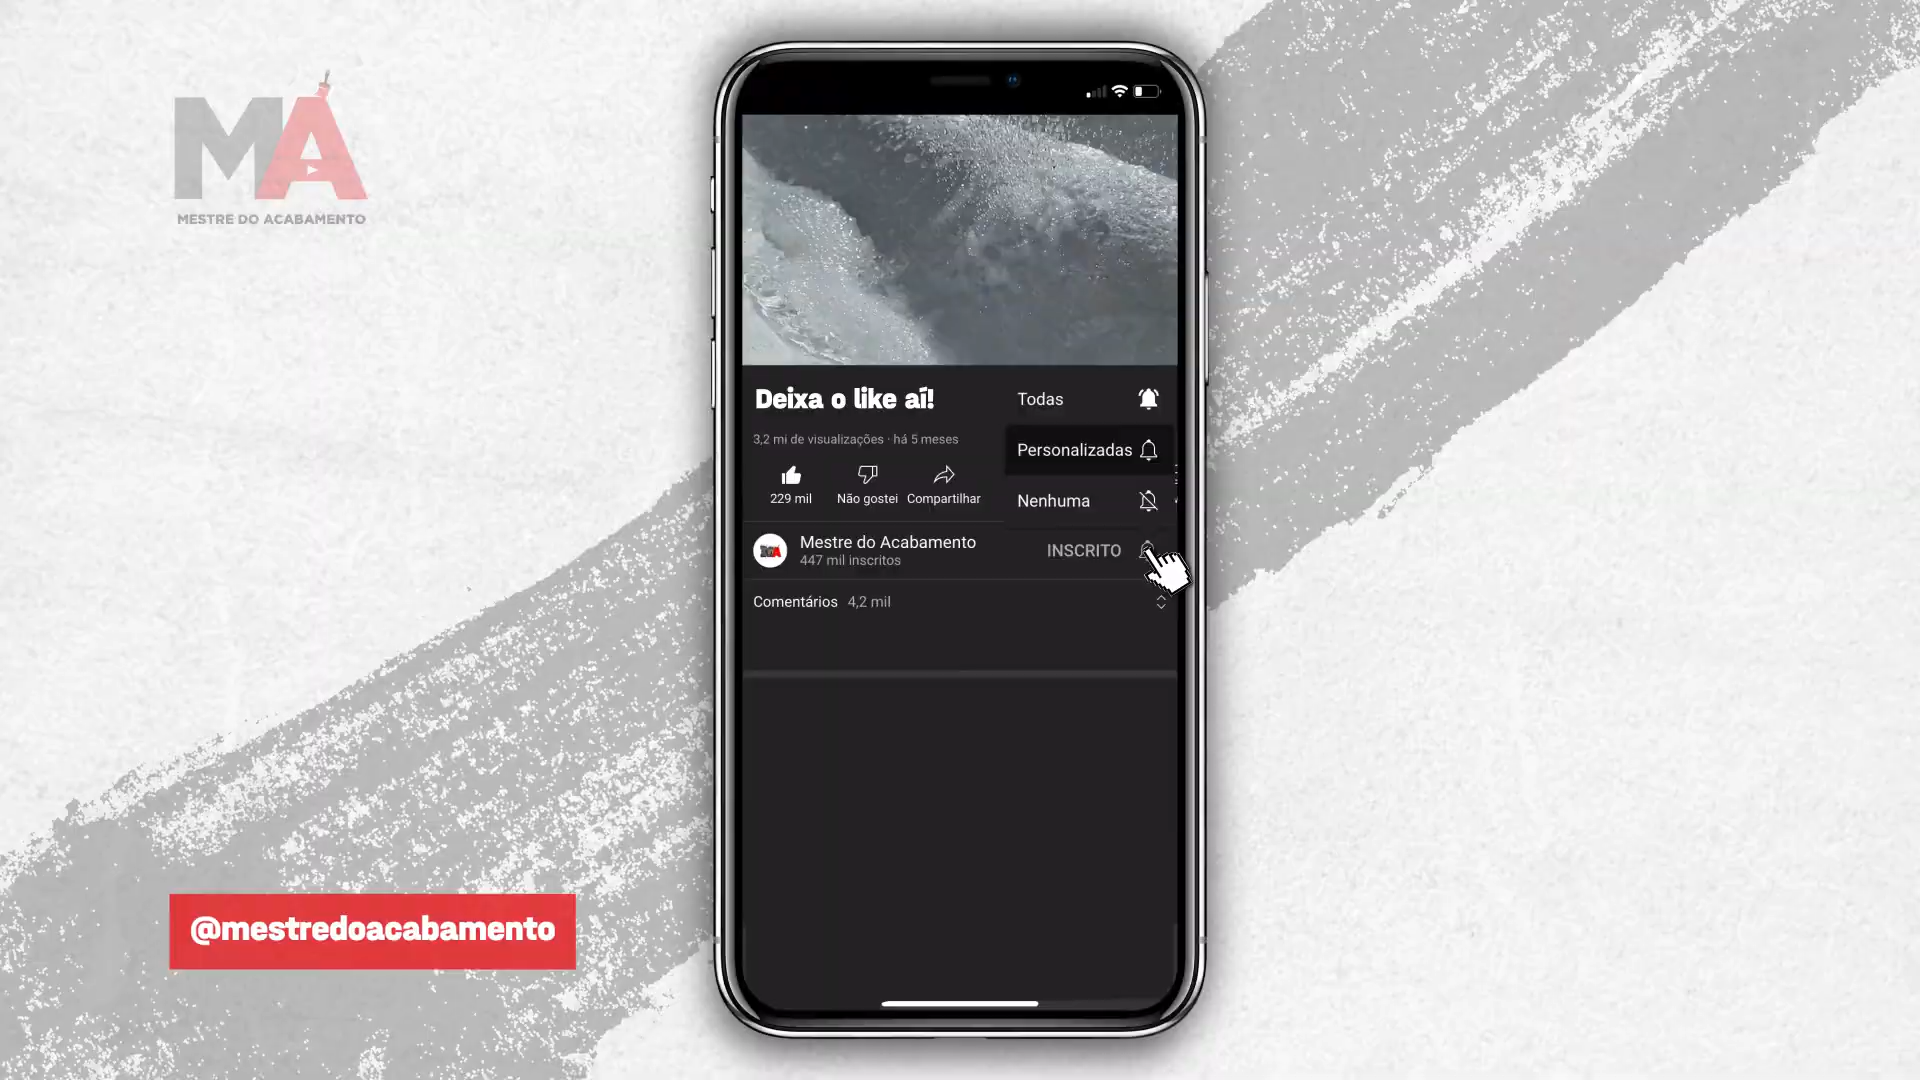 MA
MESTRE DO ACABAMENTO
Deixa o like aí!
3,2 mi de visualizações · há 5 meses
229 mil
Não gostei
Compartilhar
Todas
Personalizadas
Nenhuma
Mestre do Acabamento
447 mil inscritos
INSCRITO
Comentários 4,2 mil
@mestredoacabamento